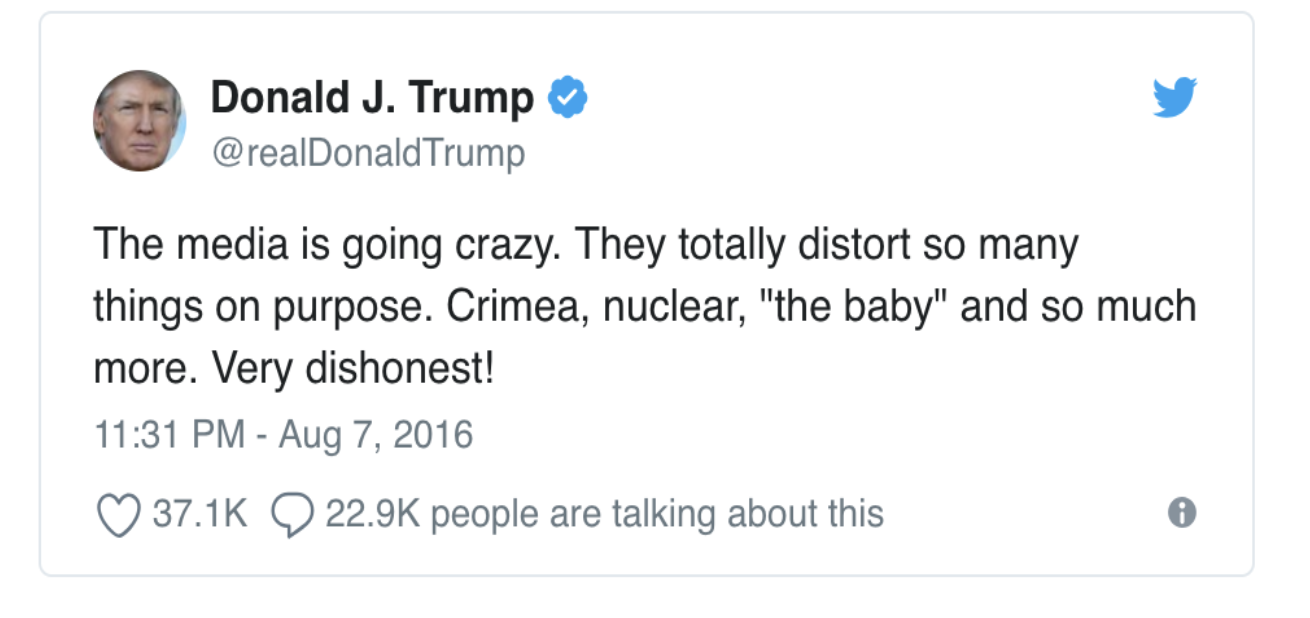 Donald J. Trump
@realDonaldTrump
The media is going crazy. They totally distort so many
things on purpose. Crimea, nuclear, "the baby" and so much
more. Very dishonest!
11:31 PM - Aug 7, 2016
37.1K 22.9K people are talking about this